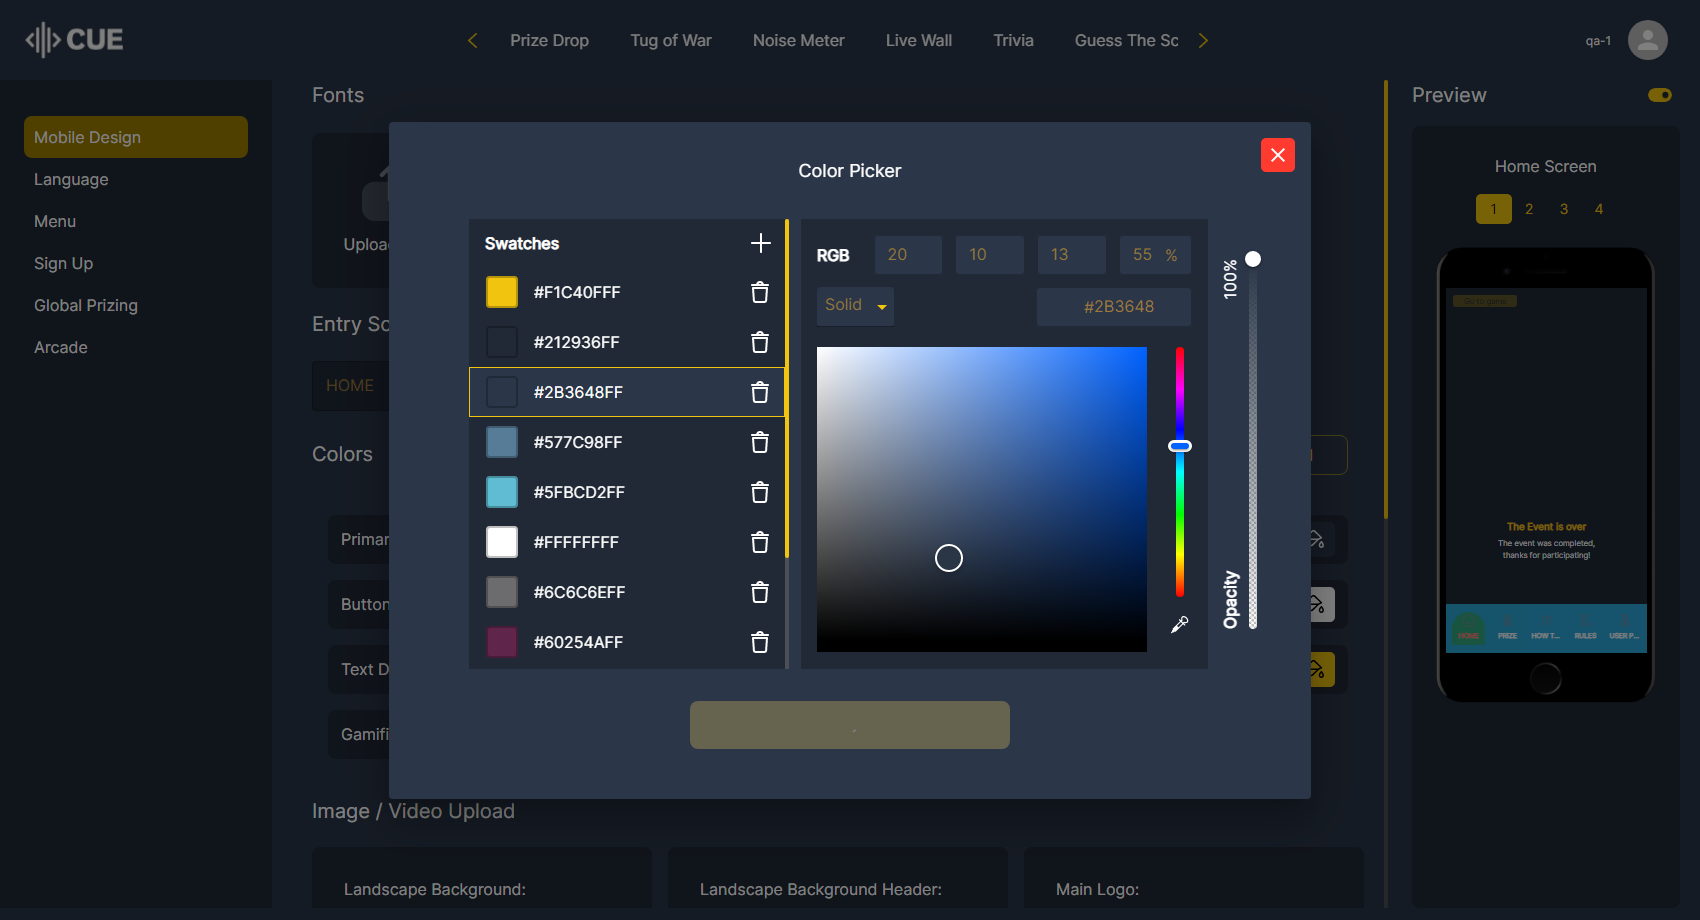 CUE
Prize Drop
Tug of War
Noise Meter
Live Wall
Trivia
Guess The Sc
qa-1
Mobile Design
Language
Menu
Sign Up
Global Prizing
Arcade
Fonts
Uploa
Entry Sc
HOME
Colors
Primar
Button
Text D
Gamifi
Image / Video Upload
Landscape Background:
Landscape Background Header:
Main Logo:
Color Picker
Swatches
#F1C40FFF
#212936FF
#2B3648FF
#577C98FF
#5FBCD2FF
#FFFFFFFF
#6C6C6EFF
#60254AFF
RGB
20
10
13
55 %
Solid
#2B3648
100%
Opacity
Preview
Home Screen
1 2 3 4
Go to game
The Event is over
The event was completed,
thanks for participating!
HOME
PRIZE
HOW T...
RULES
USER P...